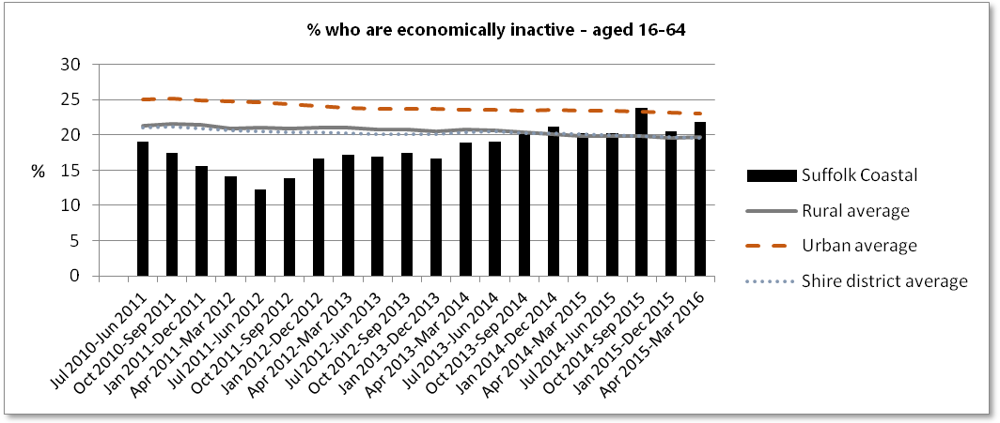 % who are economically inactive - aged 16-64
30
25
20
15
10
5
0
%
Jul 2010-Jun 2011
Oct 2010-Sep 2011
Jan 2011-Dec 2011
Apr 2011-Mar 2012
Jul 2011-Jun 2012
Oct 2011-Sep 2012
Jan 2012-Dec 2012
Apr 2012-Mar 2013
Jul 2012-Jun 2013
Oct 2012-Sep 2013
Jan 2013-Dec 2013
Apr 2013-Mar 2014
Jul 2013-Jun 2014
Oct 2013-Sep 2014
Jan 2014-Dec 2014
Apr 2014-Mar 2015
Jul 2014-Jun 2015
Oct 2014-Sep 2015
Jan 2015-Dec 2015
Apr 2015-Mar 2016
Suffolk Coastal
Rural average
Urban average
Shire district average